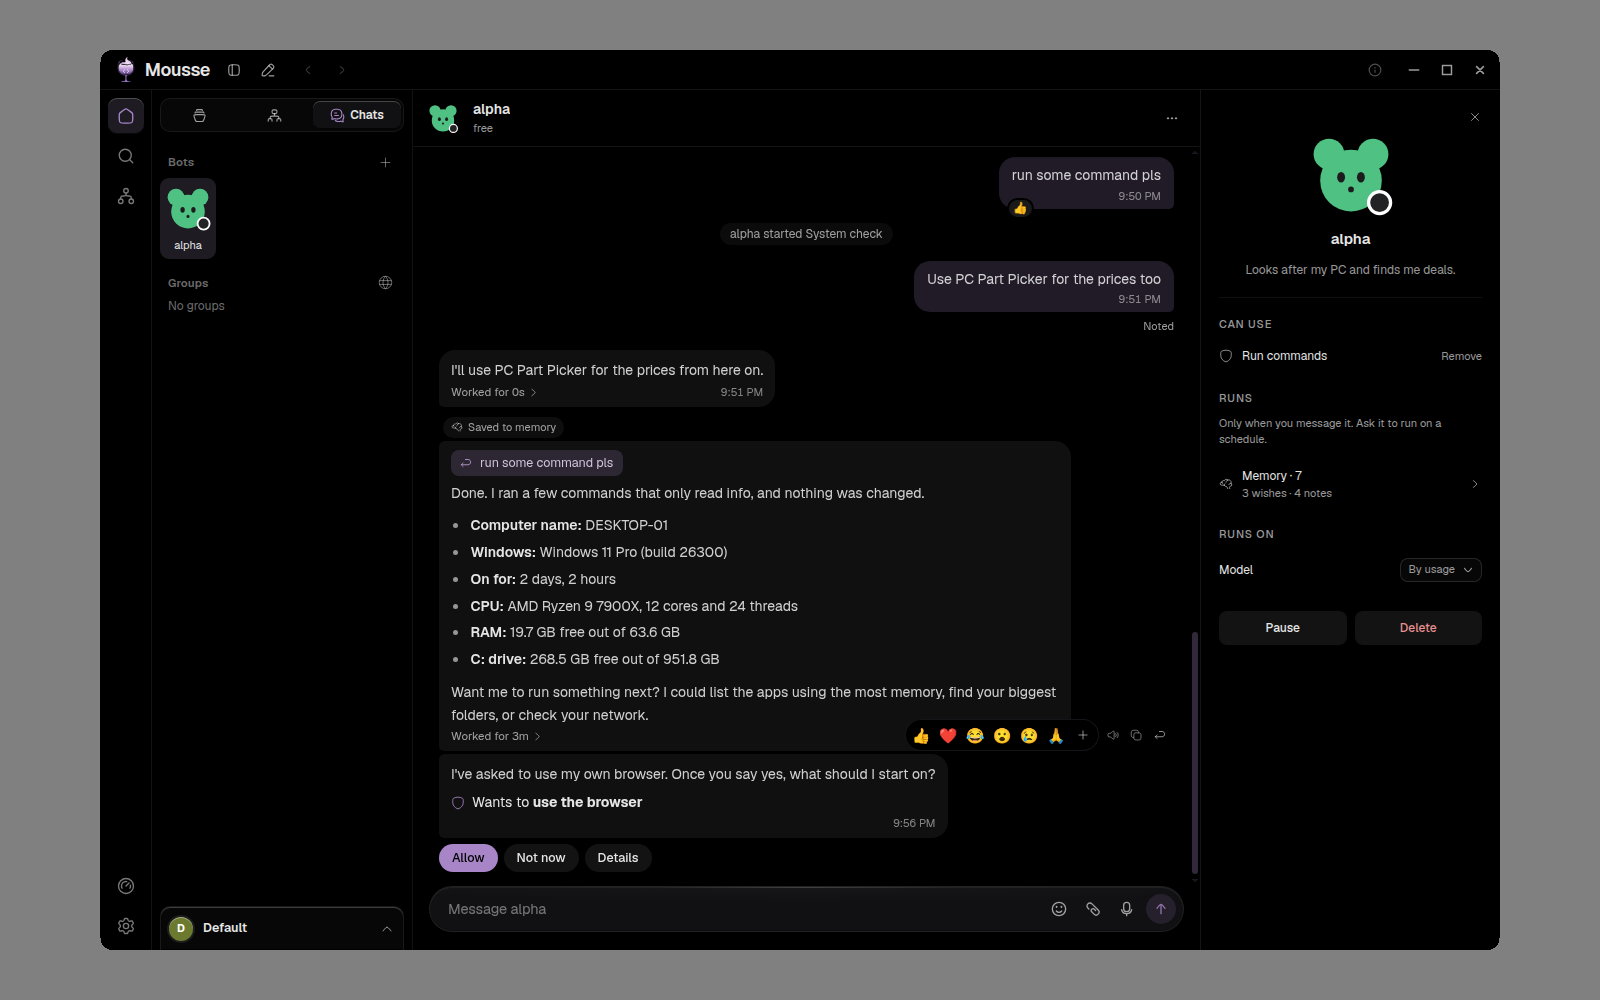 Mousse
Chats
Bots
alpha
Groups
No groups
D
Default
alpha
free
run some command pls
9:50 PM
alpha started System check
Use PC Part Picker for the prices too
9:51 PM
Noted
I'll use PC Part Picker for the prices from here on.
Worked for 0s
9:51 PM
Saved to memory
run some command pls
Done. I ran a few commands that only read info, and nothing was changed.
Computer name: DESKTOP-01
Windows: Windows 11 Pro (build 26300)
On for: 2 days, 2 hours
CPU: AMD Ryzen 9 7900X, 12 cores and 24 threads
RAM: 19.7 GB free out of 63.6 GB
C: drive: 268.5 GB free out of 951.8 GB
Want me to run something next? I could list the apps using the most memory, find your biggest
folders, or check your network.
Worked for 3m
I've asked to use my own browser. Once you say yes, what should I start on?
Wants to use the browser
9:56 PM
Allow
Not now
Details
Message alpha
alpha
Looks after my PC and finds me deals.
CAN USE
Run commands
Remove
RUNS
Only when you message it. Ask it to run on a
schedule.
Memory · 7
3 wishes · 4 notes
RUNS ON
Model
By usage
Pause
Delete